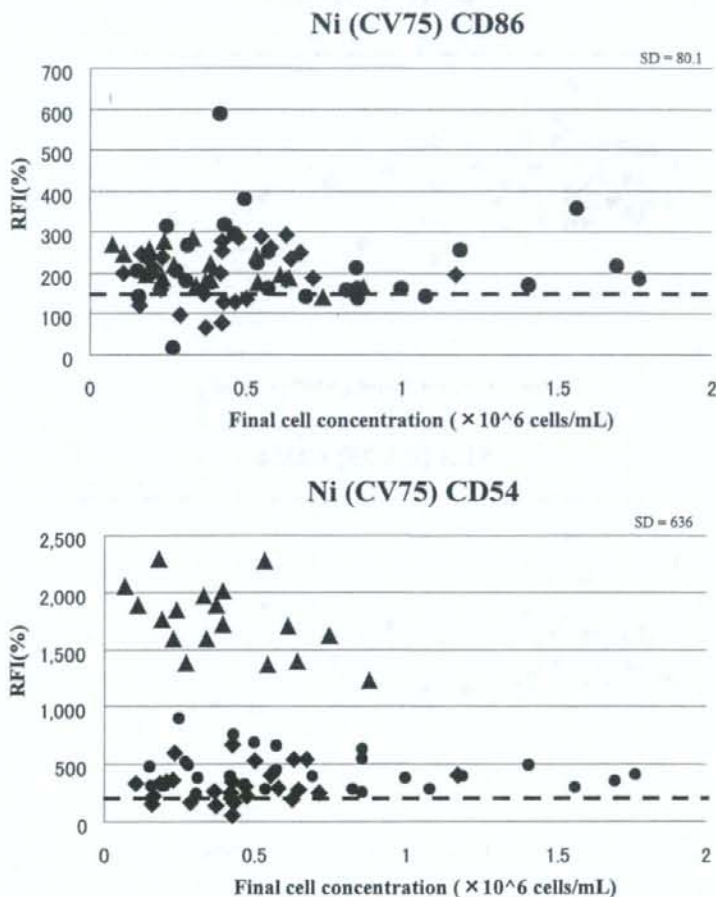 Ni (CV75) CD86
SD = 80.1
700
600
500
400
300
200
100
0
RFI(%)
0 0.5 1 1.5 2
Final cell concentration ( ×10^6 cells/mL)
Ni (CV75) CD54
SD = 636
2,500
2,000
1,500
1,000
500
0
RFI(%)
0 0.5 1 1.5 2
Final cell concentration ( ×10^6 cells/mL)